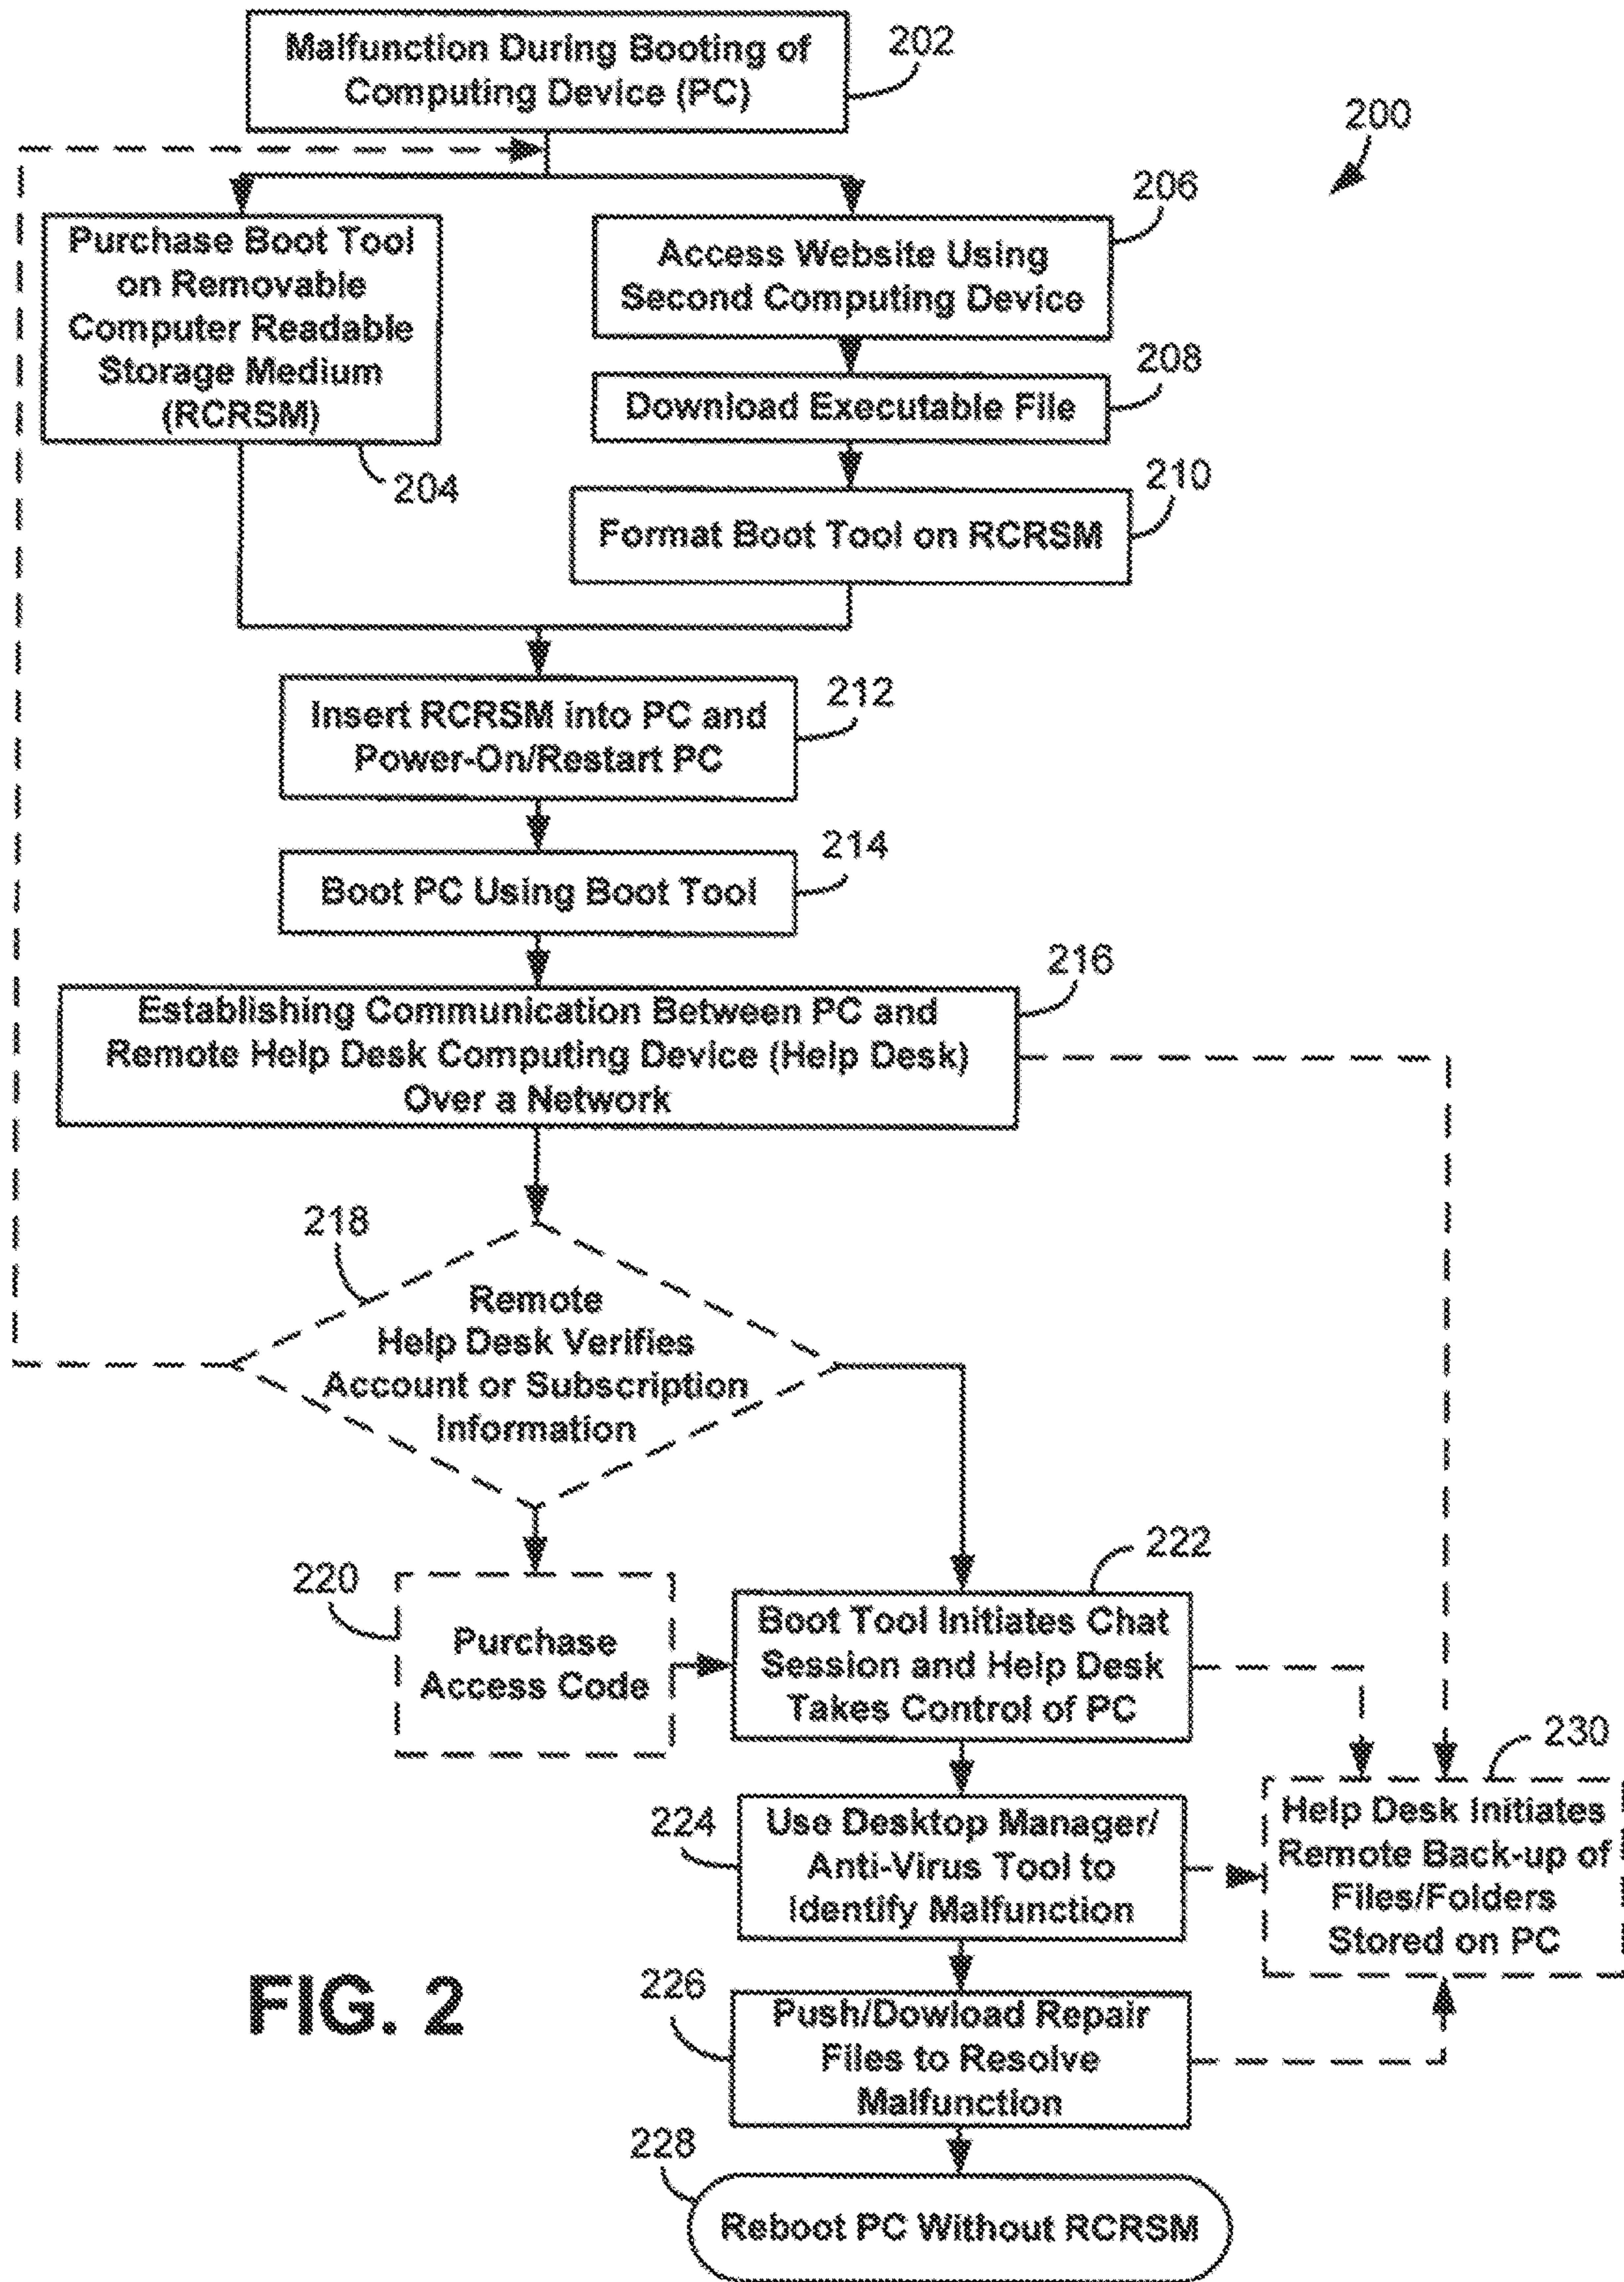 Malfunction During Booting of
Computing Device (PC)
202
200
206
Purchase Boot Tool
on Removable
Computer Readable
Storage Medium
(RCRSM)
204
Access Website Using
Second Computing Device
208
Download Executable File
210
Format Boot Tool on RCRSM
212
Insert RCRSM into PC and
Power-On/Restart PC
214
Boot PC Using Boot Tool
216
Establishing Communication Between PC and
Remote Help Desk Computing Device (Help Desk)
Over a Network
218
Remote
Help Desk Verifies
Account or Subscription
Information
220
Purchase
Access Code
222
Boot Tool Initiates Chat
Session and Help Desk
Takes Control of PC
224
Use Desktop Manager/
Anti-Virus Tool to
Identify Malfunction
230
Help Desk Initiates
Remote Back-up of
Files/Folders
Stored on PC
FIG. 2
226
Push/Dowload Repair
Files to Resolve
Malfunction
228
Reboot PC Without RCRSM